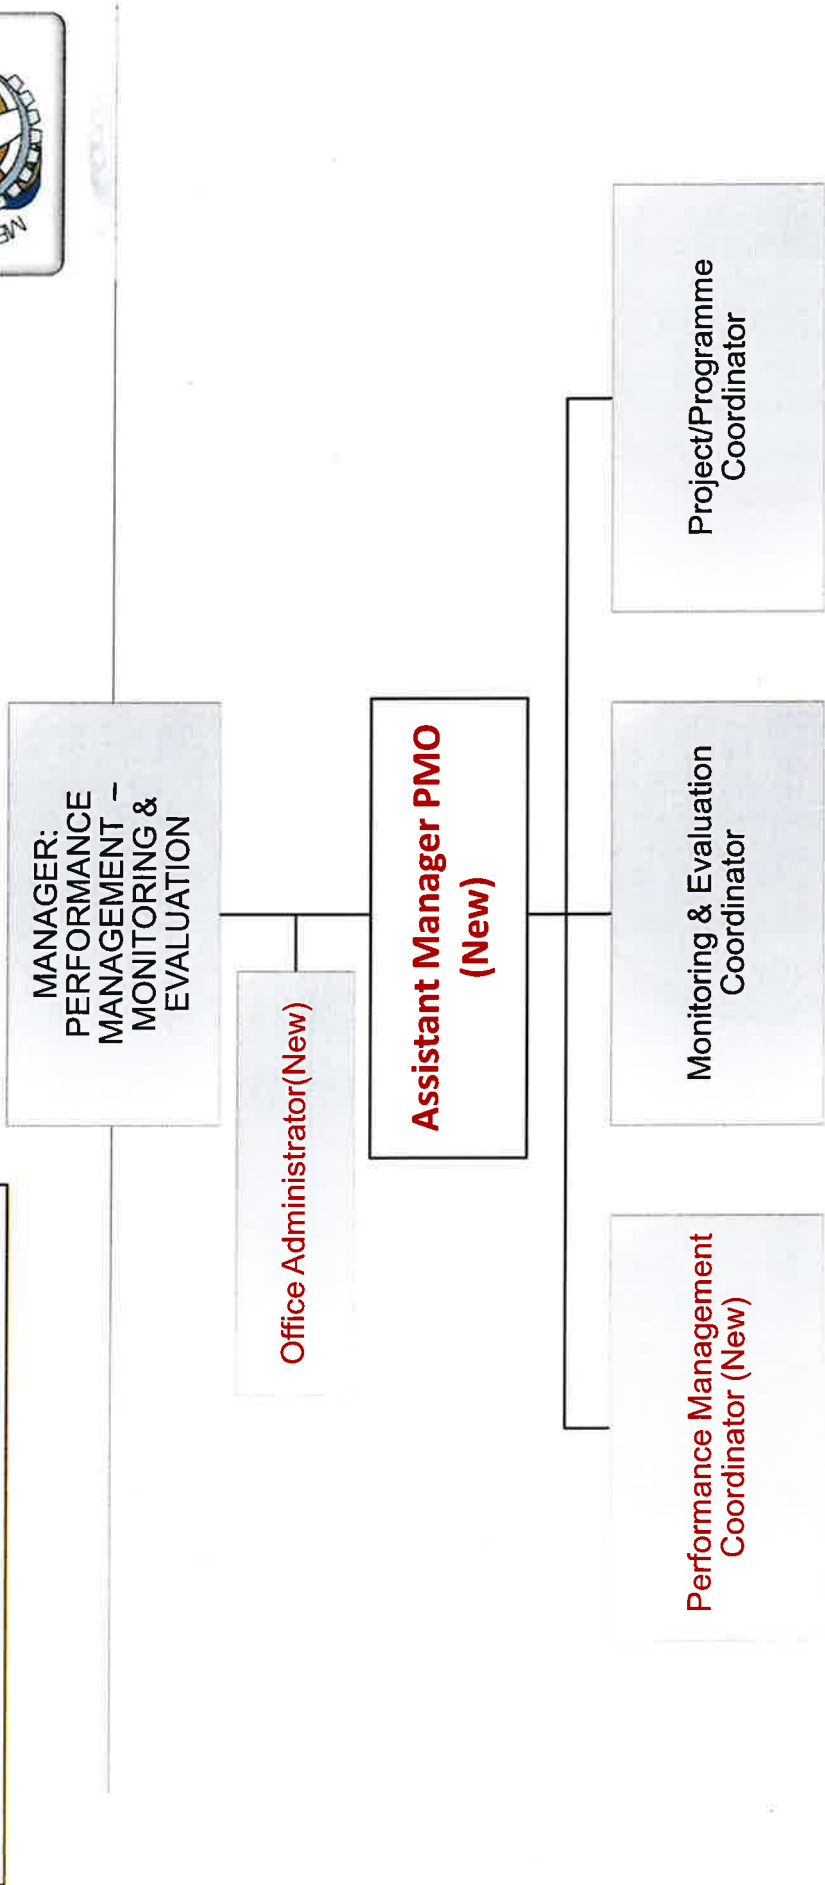 MANAGER:
PERFORMANCE
MANAGEMENT –
MONITORING &
EVALUATION
Office Administrator(New)
Assistant Manager PMO
(New)
Performance Management
Coordinator (New)
Monitoring & Evaluation
Coordinator
Project/Programme
Coordinator